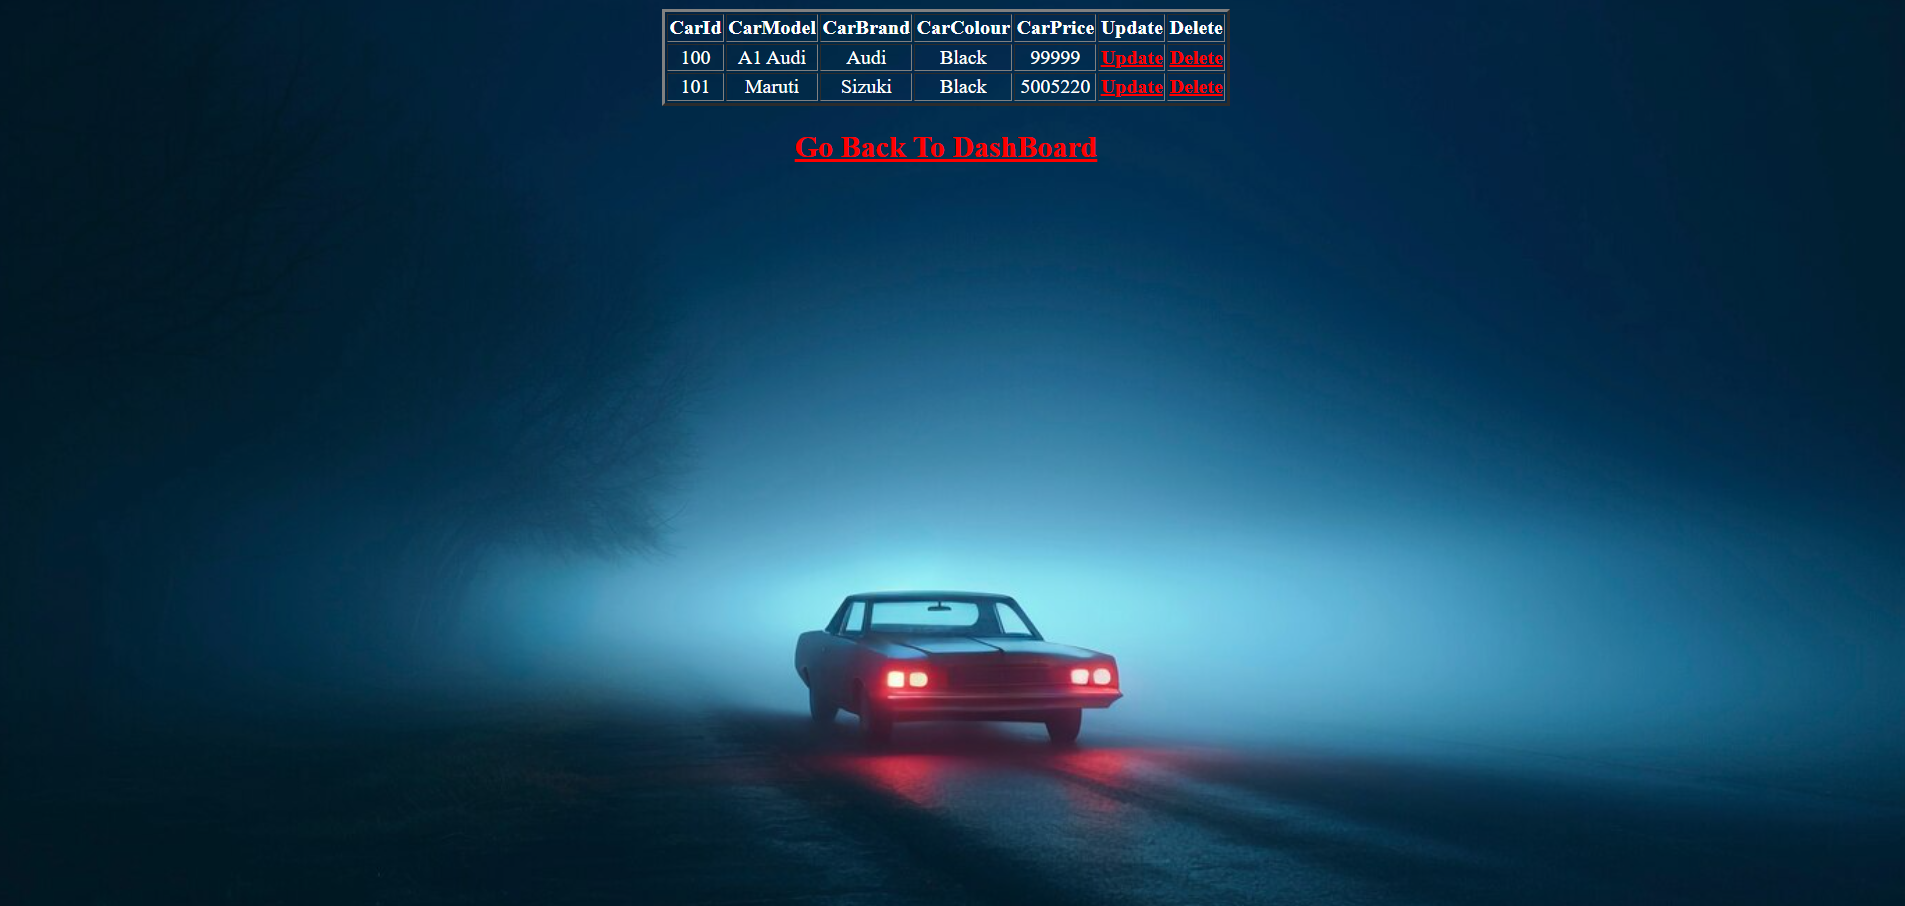 CarId CarModel CarBrand CarColour CarPrice Update Delete
100 A1 Audi Audi Black 99999 Update Delete
101 Maruti Sizuki Black 5005220 Update Delete
Go Back To DashBoard